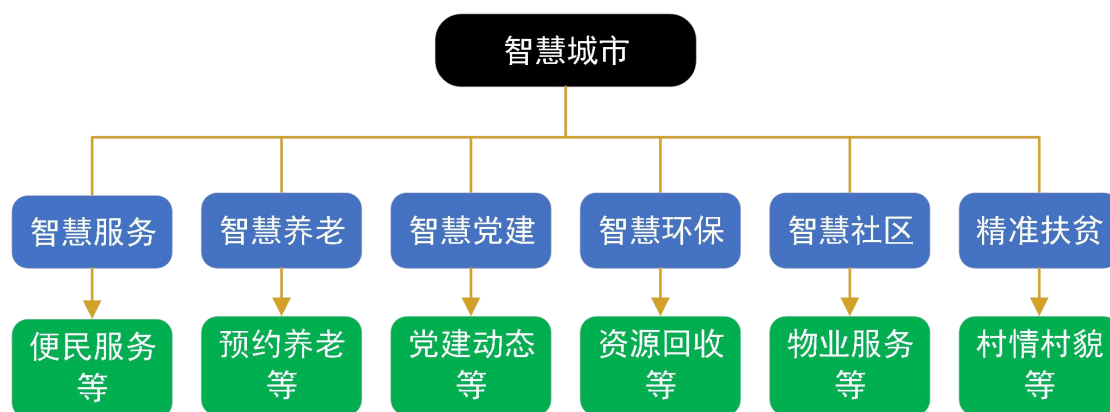 智慧城市
智慧服务
智慧养老
智慧党建
智慧环保
智慧社区
精准扶贫
便民服务
等
预约养老
等
党建动态
等
资源回收
等
物业服务
等
村情村貌
等